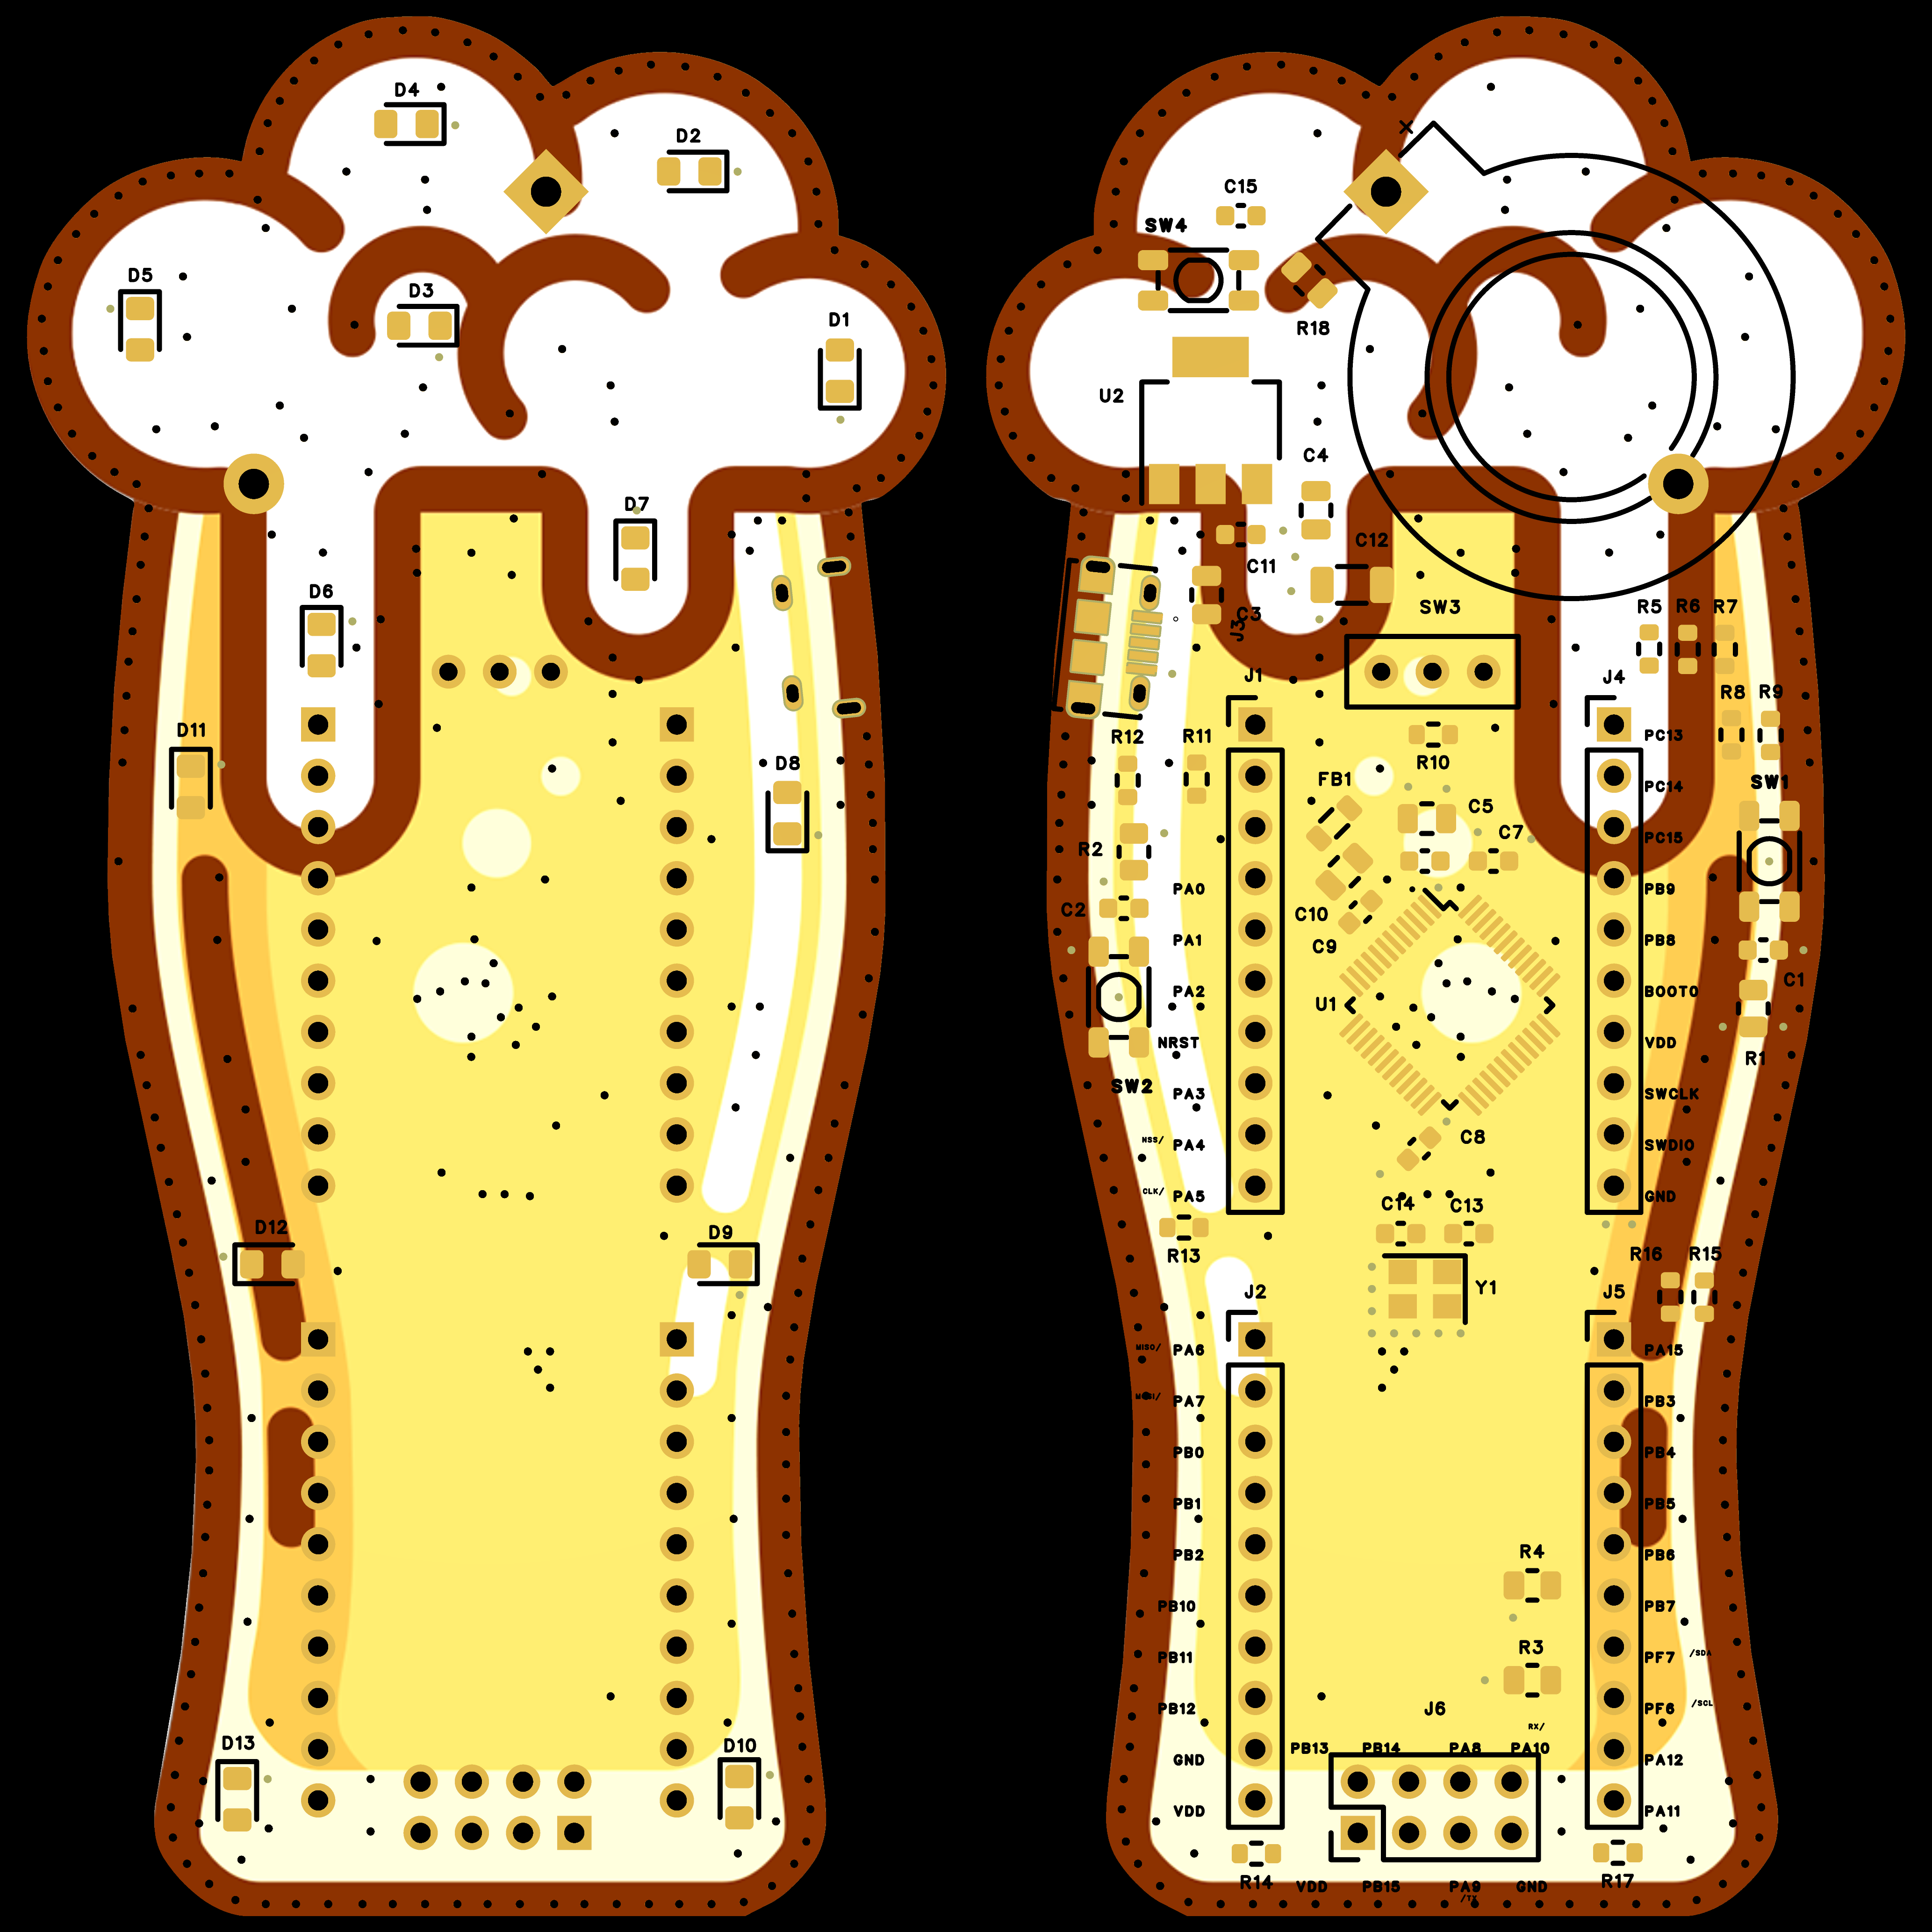 D4
D2
D5
D3
D1
D7
D6
D11
D8
D12
D9
D13
D10
×
C15
SW4
R18
U2
C4
C12
C11
C3
J3
SW3
R5 R6 R7
J1
J4
R8 R9
R12 R11
PC13
R10
FB1
PC14
SW1
C5
C7
PC15
R2
PA0
PB9
C2
C10
C9
PA1
PB8
C1
PA2
U1
BOOT0
NRST
VDD
R1
SW2
PA3
SWCLK
NSS/ PA4
C8
SWDIO
CLK/ PA5
C14 C13
GND
R13
R16 R15
J2
Y1
J5
MISO/ PA6
PA15
MOSI/ PA7
PB3
PB0
PB4
PB1
PB5
PB2
R4
PB6
PB10
PB7
PB11
R3
PF7 /SDA
PB12
J6
PF6 /SCL
RX/
GND
PB13 PB14 PA8 PA10
PA12
VDD
PA11
R14
VDD PB15 PA9 GND
/TX
R17